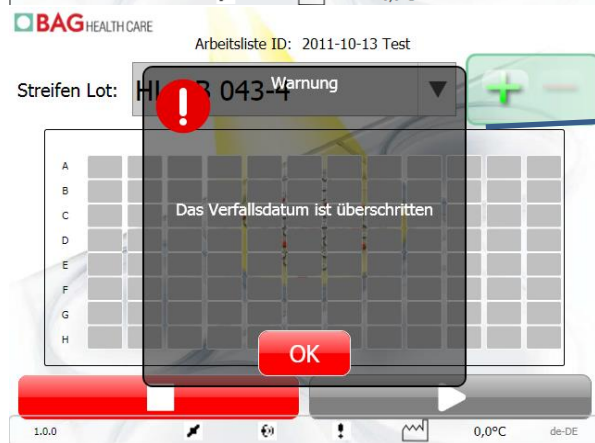 BAG HEALTH CARE
Arbeitsliste ID: 2011-10-13 Test
Warnung
Streifen Lot: 043-4
Das Verfallsdatum ist überschritten
A
B
C
D
E
F
G
H
OK
1.0.0 0,0°C de-DE